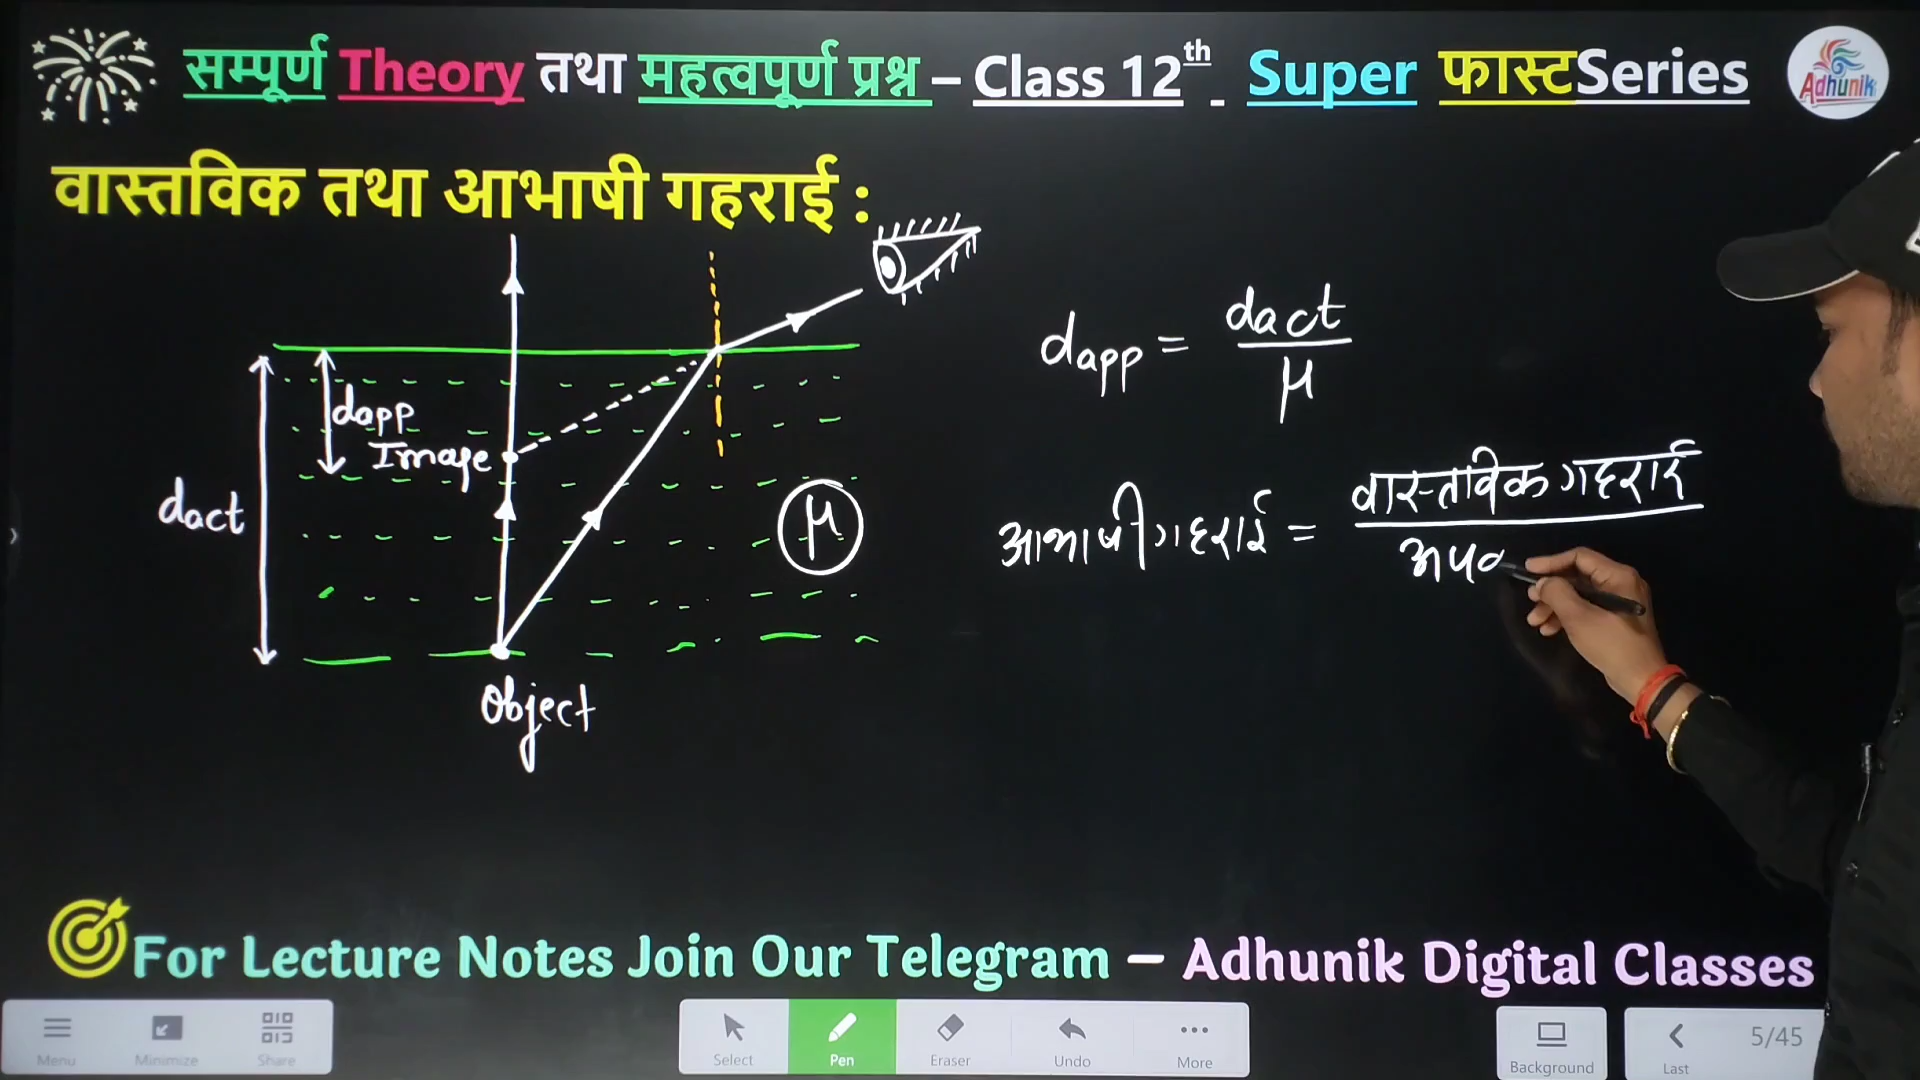 सम्पूर्ण Theory तथा महत्वपूर्ण प्रश्न – Class 12th - Super फास्टSeries
Adhunik
वास्तविक तथा आभाषी गहराई :
dapp = dact / μ
dapp
Image
dact
μ
आभाषी गहराई = वास्तविक गहराई / अप०
Object
For Lecture Notes Join Our Telegram – Adhunik Digital Classes
Menu Minimize Share Select Pen Eraser Undo More Background Last 5/45